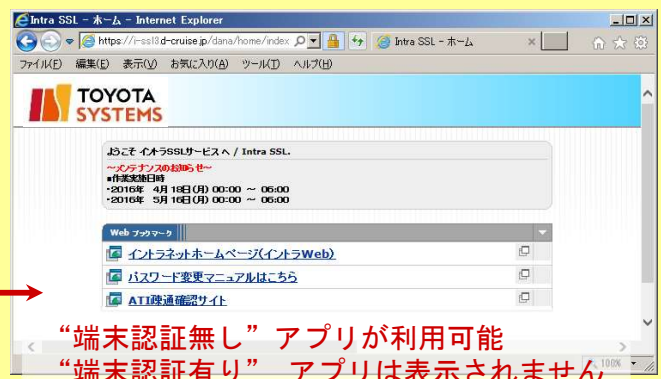 Intra SSL - ホーム - Internet Explorer
https://i-ssl3.d-cruise.jp/dana/home/index
Intra SSL - ホーム
ファイル(F) 編集(E) 表示(V) お気に入り(A) ツール(T) ヘルプ(H)
TOYOTA
SYSTEMS
ようこそ イントラSSLサービスへ / Intra SSL.
～メンテナンスのお知らせ～
■作業実施日時
・2016年 4月 18日(月) 00:00 ～ 06:00
・2016年 5月 16日(月) 00:00 ～ 06:00
Web ブックマーク
イントラネットホームページ(イントラWeb)
パスワード変更マニュアルはこちら
ATI疎通確認サイト
“端末認証無し”アプリが利用可能
“端末認証有り” アプリは表示されません
100%